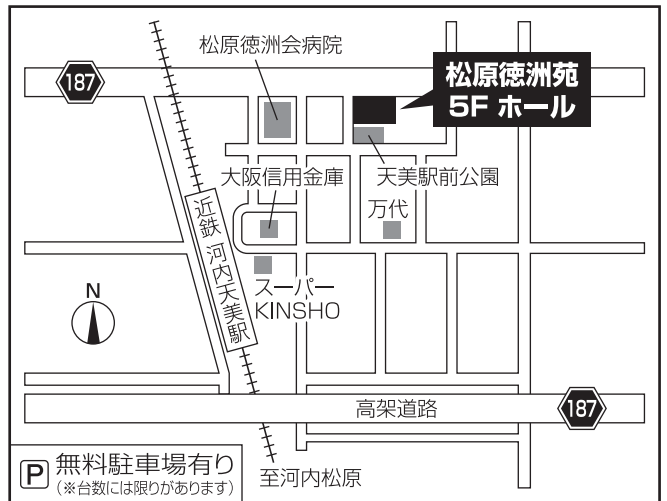 松原徳洲会病院
187
松原徳洲苑
5F ホール
大阪信用金庫
天美駅前公園
万代
近鉄 河内天美駅
スーパー
KINSHO
N
高架道路
187
P 無料駐車場有り
(※台数には限りがあります)
至河内松原